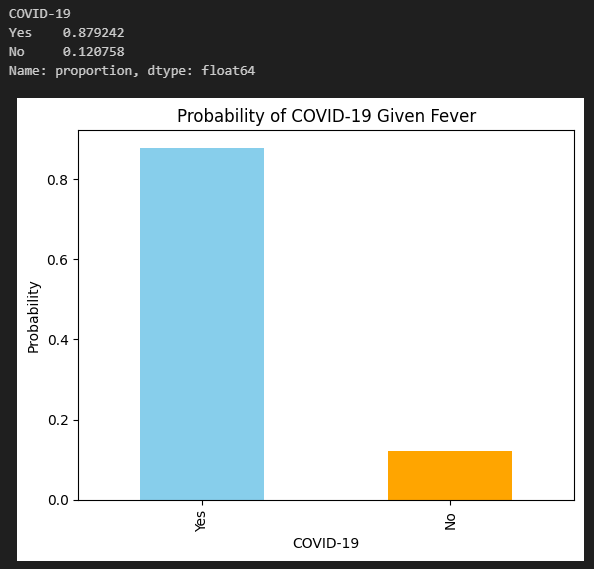 COVID-19
Yes    0.879242
No     0.120758
Name: proportion, dtype: float64
Probability of COVID-19 Given Fever
Probability
0.8
0.6
0.4
0.2
0.0
Yes
No
COVID-19